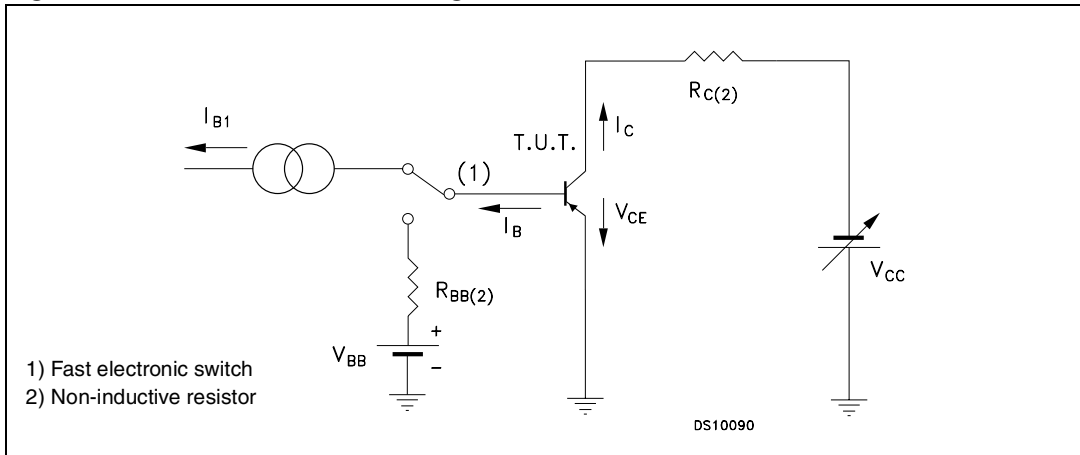 I_B1
(1)
T.U.T.
I_C
R_C(2)
I_B
V_CE
R_BB(2)
V_CC
+
V_BB
−
1) Fast electronic switch
2) Non-inductive resistor
DS10090